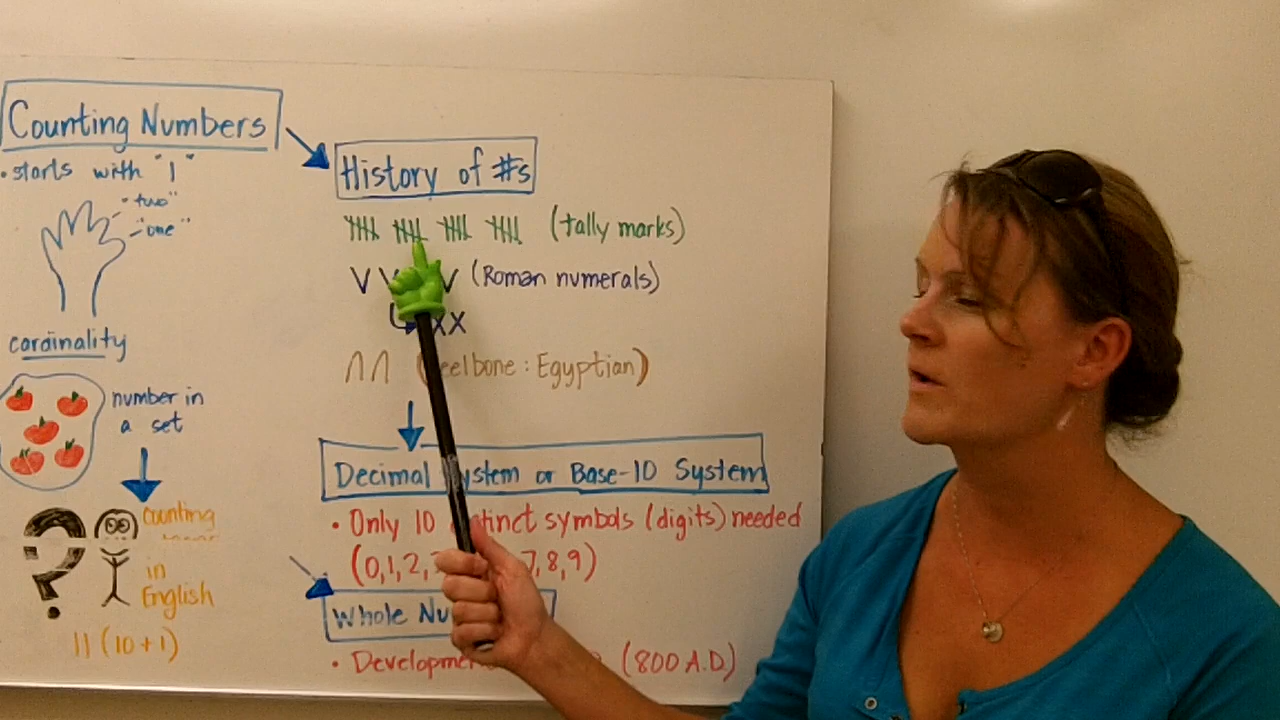 Counting Numbers
• starts with "1"
"two"
"one"
cardinality
number in
a set
counting
in
English
11 (10+1)
History of #s
(tally marks)
V V V (Roman numerals)
XX
∩∩ : Egyptian)
Decimal System or Base-10 System
• Only 10 symbols (digits) needed
(0,1,2, 7,8,9)
Whole
• (800 A.D.)